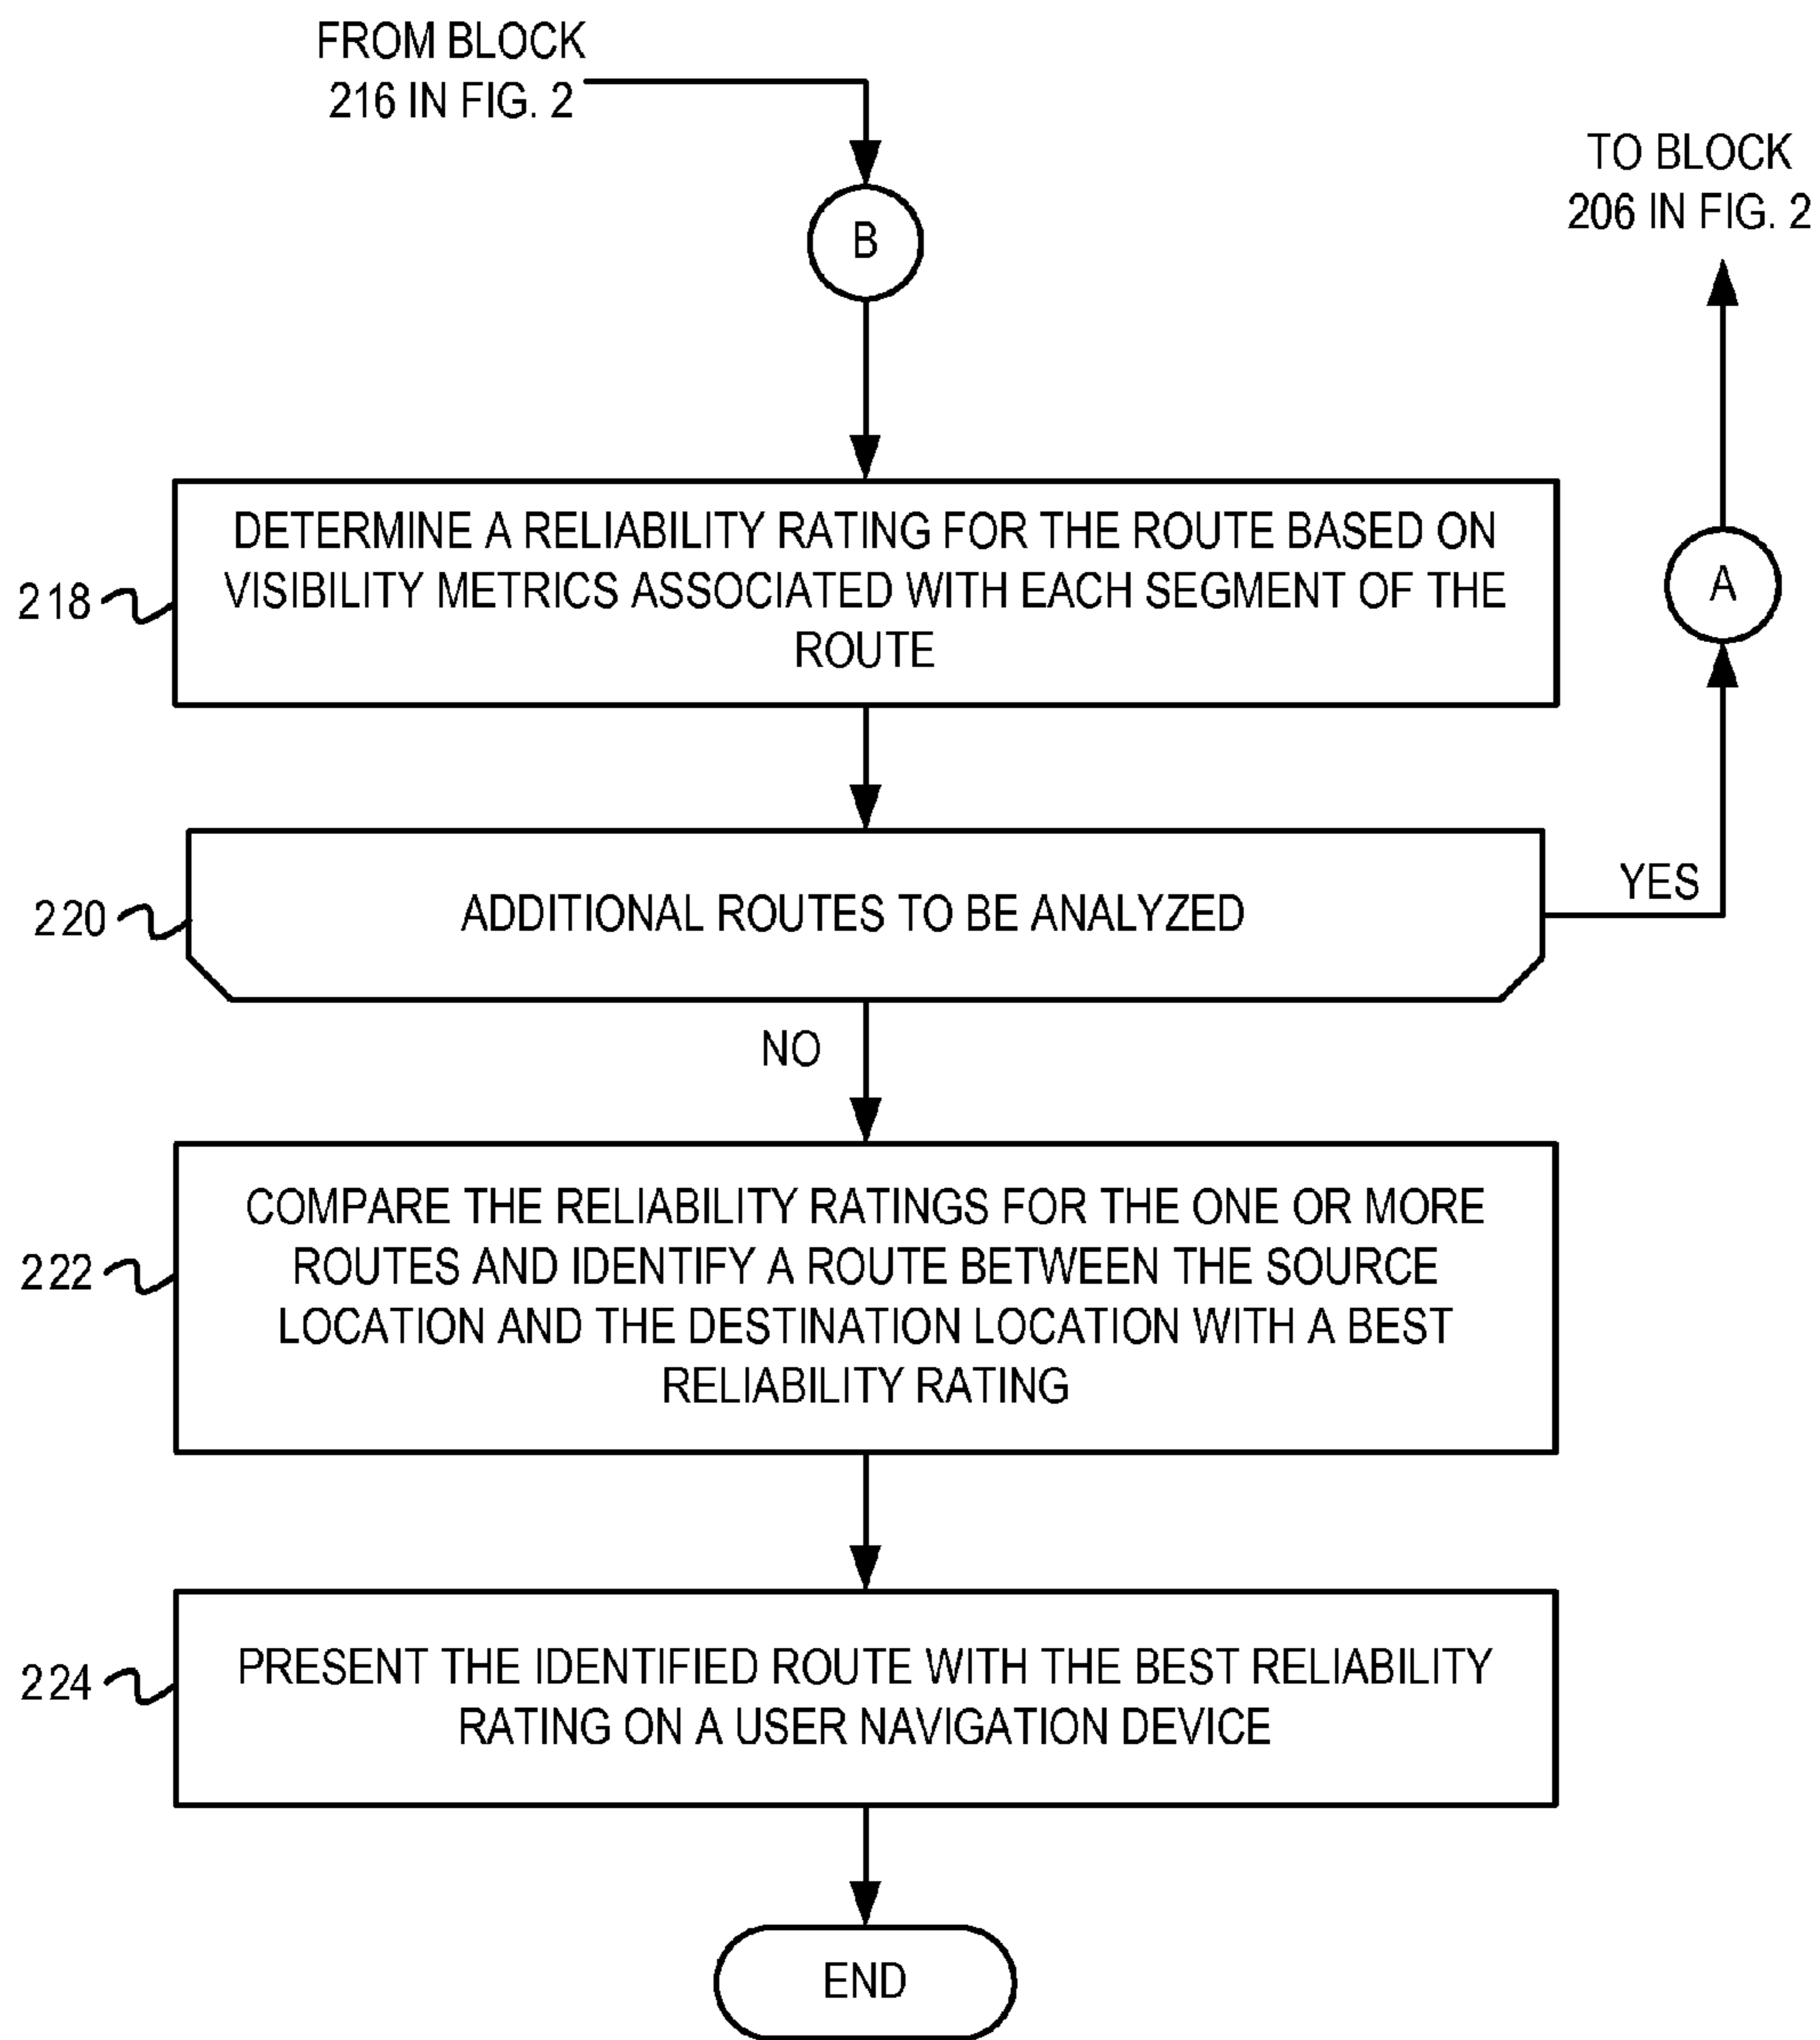 FROM BLOCK
216 IN FIG. 2
TO BLOCK
206 IN FIG. 2
B
A
218
DETERMINE A RELIABILITY RATING FOR THE ROUTE BASED ON
VISIBILITY METRICS ASSOCIATED WITH EACH SEGMENT OF THE
ROUTE
220
ADDITIONAL ROUTES TO BE ANALYZED
YES
NO
222
COMPARE THE RELIABILITY RATINGS FOR THE ONE OR MORE
ROUTES AND IDENTIFY A ROUTE BETWEEN THE SOURCE
LOCATION AND THE DESTINATION LOCATION WITH A BEST
RELIABILITY RATING
224
PRESENT THE IDENTIFIED ROUTE WITH THE BEST RELIABILITY
RATING ON A USER NAVIGATION DEVICE
END